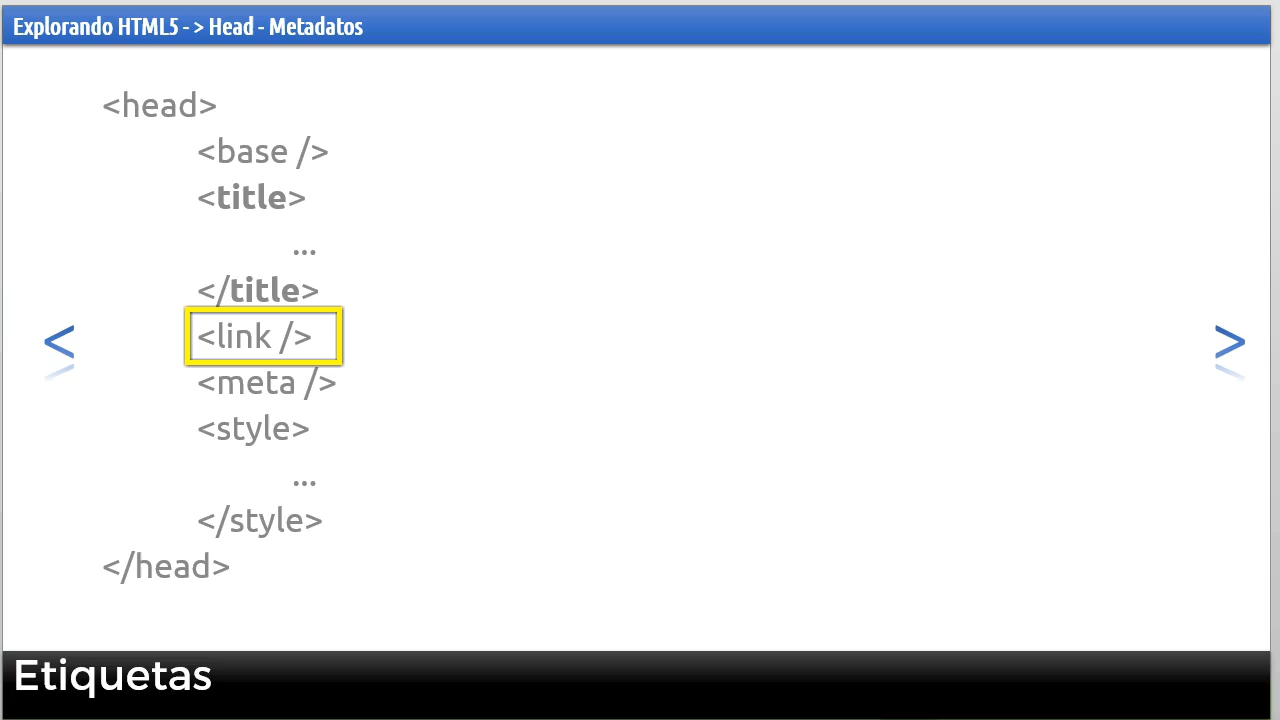 Explorando HTML5 - > Head - Metadatos
<head>
<base />
<title>
...
</title>
<link />
<meta />
<style>
...
</style>
</head>
<
>
Etiquetas